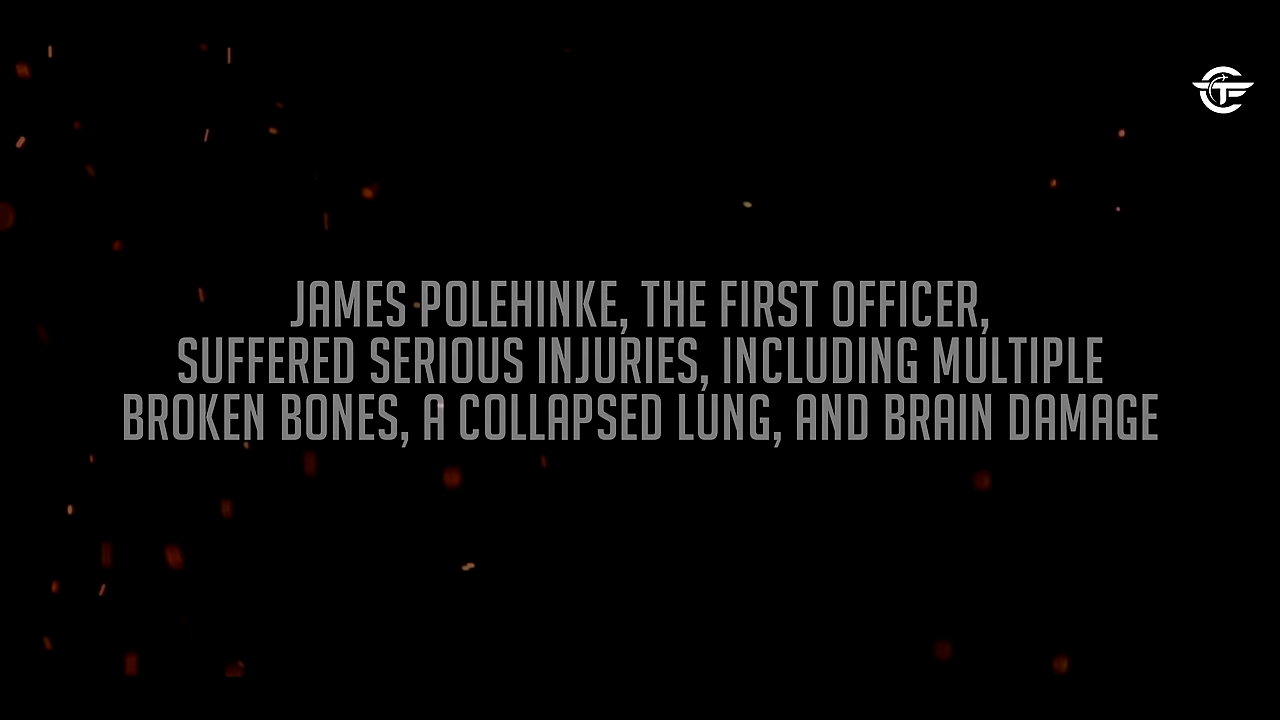 JAMES POLEHINKE, THE FIRST OFFICER,
SUFFERED SERIOUS INJURIES, INCLUDING MULTIPLE
BROKEN BONES, A COLLAPSED LUNG, AND BRAIN DAMAGE